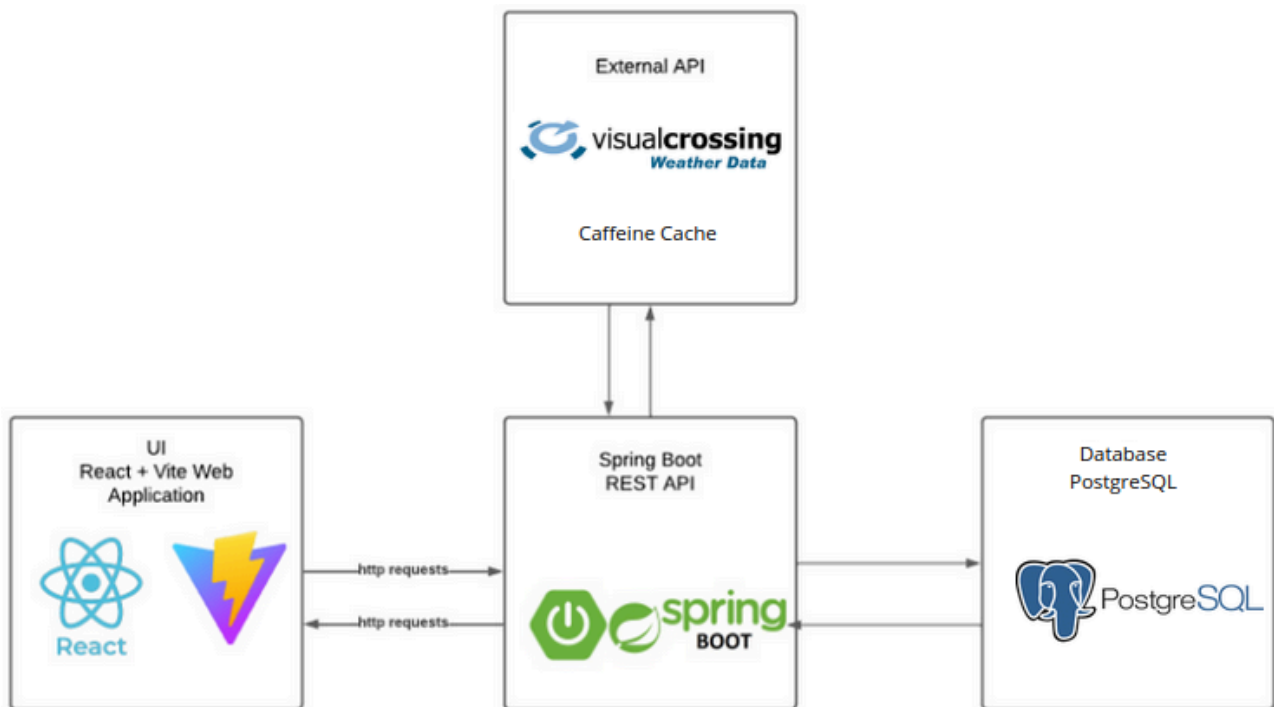 External API
visualcrossing
Weather Data
Caffeine Cache
UI
React + Vite Web
Application
React
http requests
http requests
Spring Boot
REST API
spring
BOOT
Database
PostgreSQL
PostgreSQL